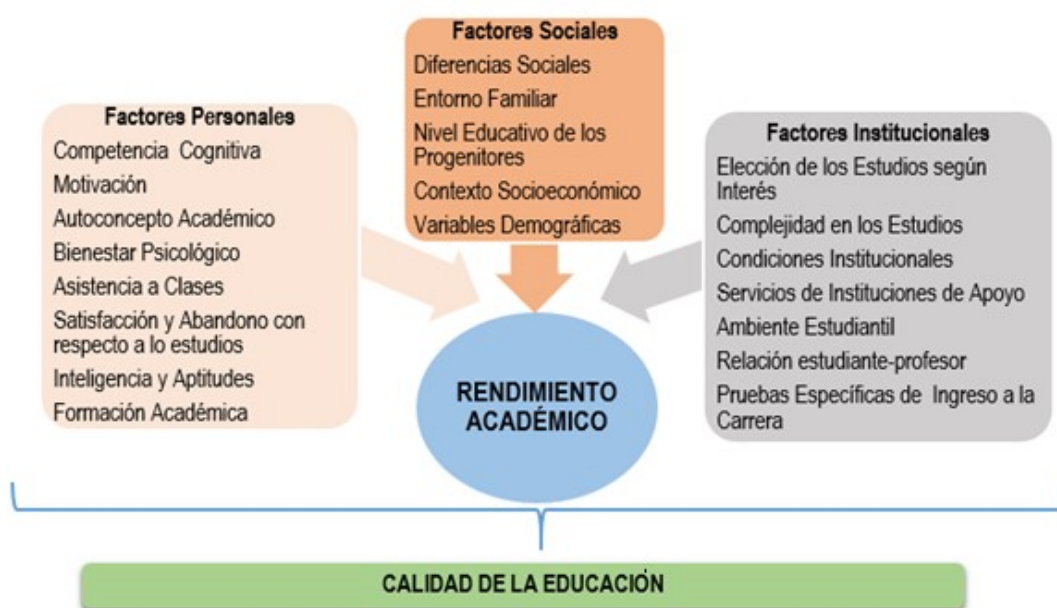 Factores Sociales
Diferencias Sociales
Entorno Familiar
Nivel Educativo de los
Progenitores
Contexto Socioeconómico
Variables Demográficas
Factores Personales
Competencia Cognitiva
Motivación
Autoconcepto Académico
Bienestar Psicológico
Asistencia a Clases
Satisfacción y Abandono con
respecto a lo estudios
Inteligencia y Aptitudes
Formación Académica
Factores Institucionales
Elección de los Estudios según
Interés
Complejidad en los Estudios
Condiciones Institucionales
Servicios de Instituciones de Apoyo
Ambiente Estudiantil
Relación estudiante-profesor
Pruebas Específicas de Ingreso a la
Carrera
RENDIMIENTO
ACADÉMICO
CALIDAD DE LA EDUCACIÓN